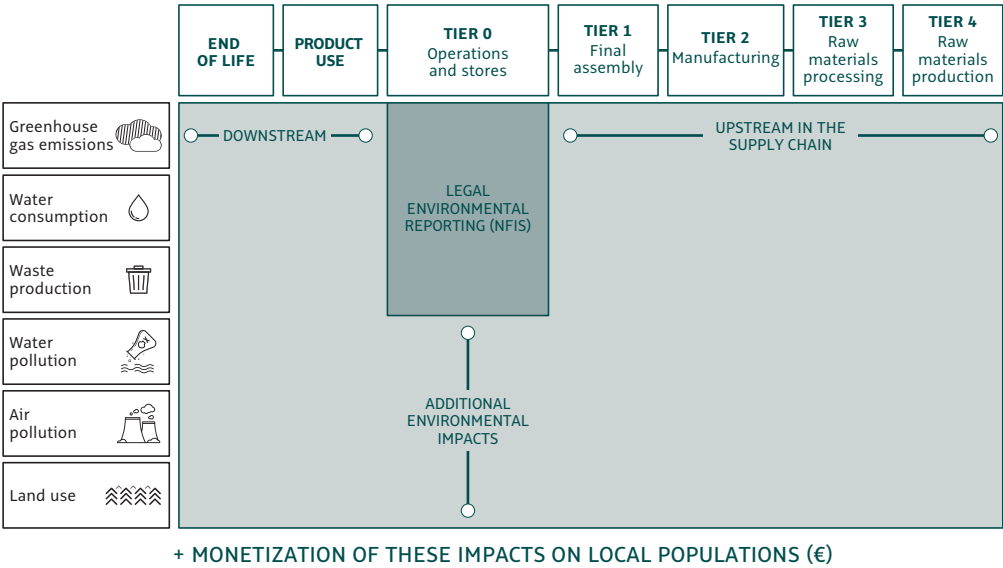 END
OF LIFE
PRODUCT
USE
TIER 0
Operations
and stores
TIER 1
Final
assembly
TIER 2
Manufacturing
TIER 3
Raw
materials
processing
TIER 4
Raw
materials
production
Greenhouse
gas emissions
Water
consumption
Waste
production
Water
pollution
Air
pollution
Land use
DOWNSTREAM
LEGAL
ENVIRONMENTAL
REPORTING (NFIS)
UPSTREAM IN THE
SUPPLY CHAIN
ADDITIONAL
ENVIRONMENTAL
IMPACTS
+ MONETIZATION OF THESE IMPACTS ON LOCAL POPULATIONS (€)